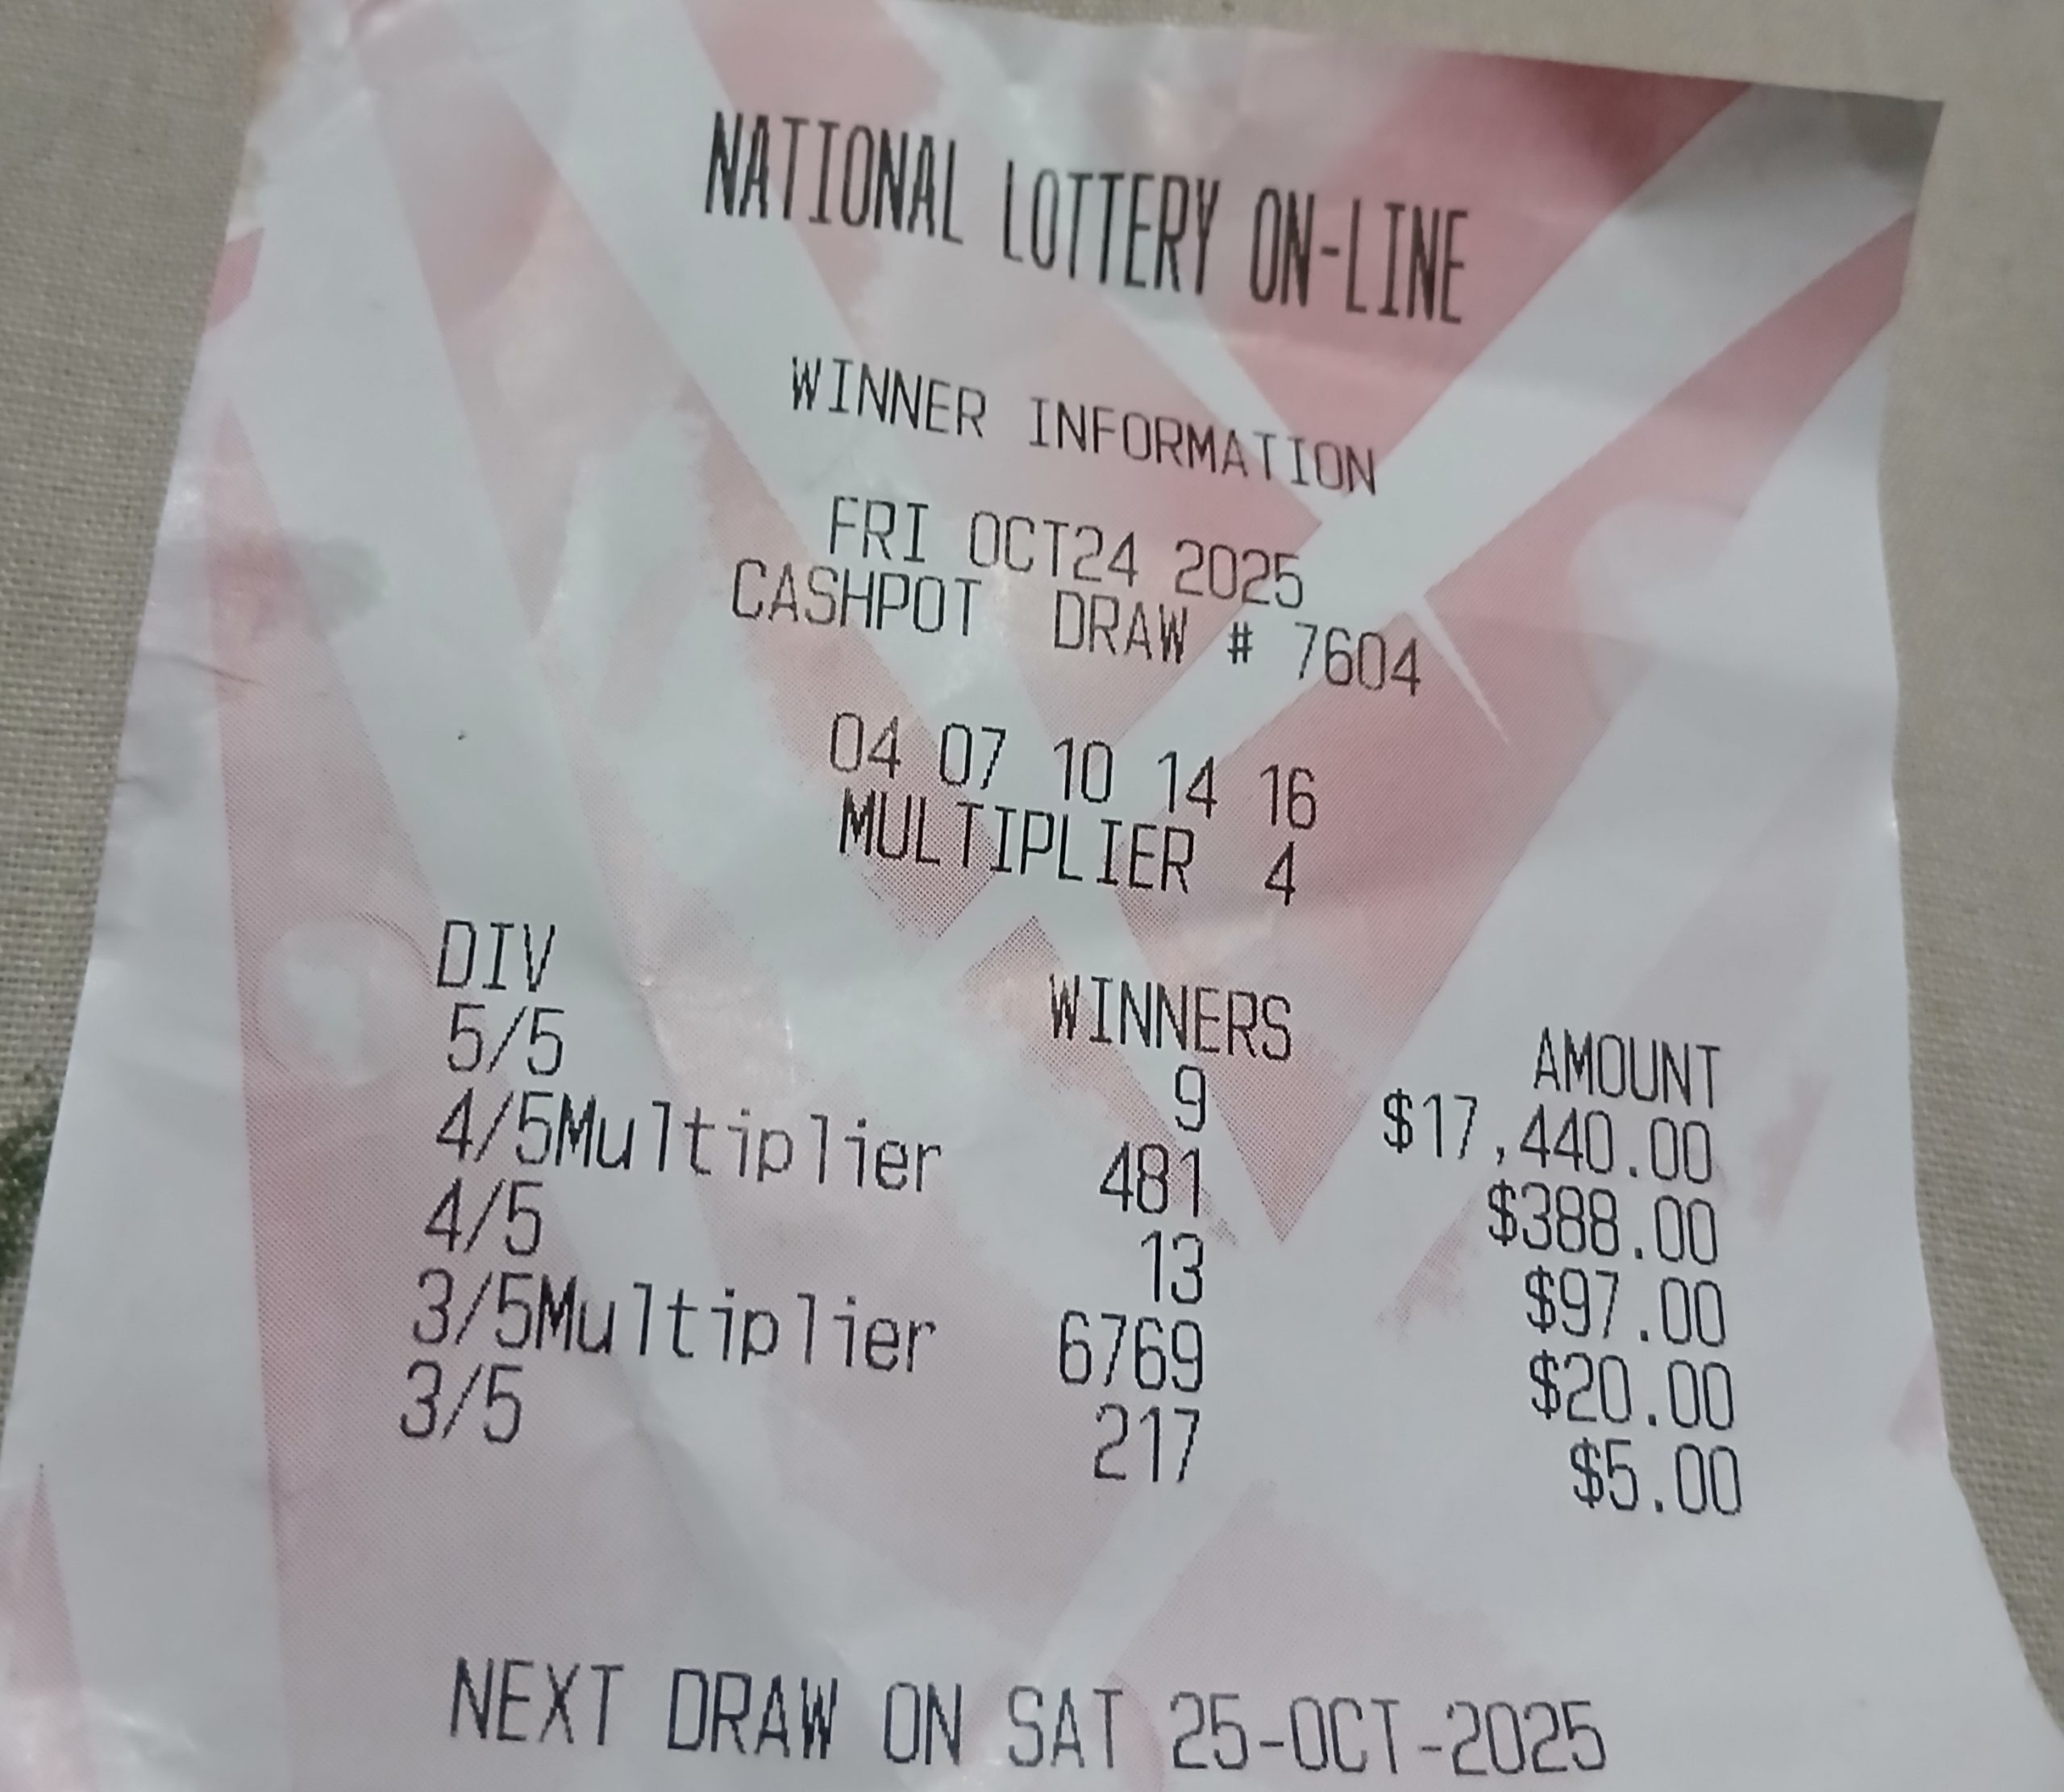 NATIONAL LOTTERY ON-LINE
WINNER INFORMATION
FRI OCT24 2025
CASHPOT DRAW # 7604
04 07 10 14 16
MULTIPLIER 4
DIV WINNERS AMOUNT
5/5 9 $17,440.00
4/5Multiplier 481 $388.00
4/5 13 $97.00
3/5Multiplier 6769 $20.00
3/5 217 $5.00
NEXT DRAW ON SAT 25-OCT-2025